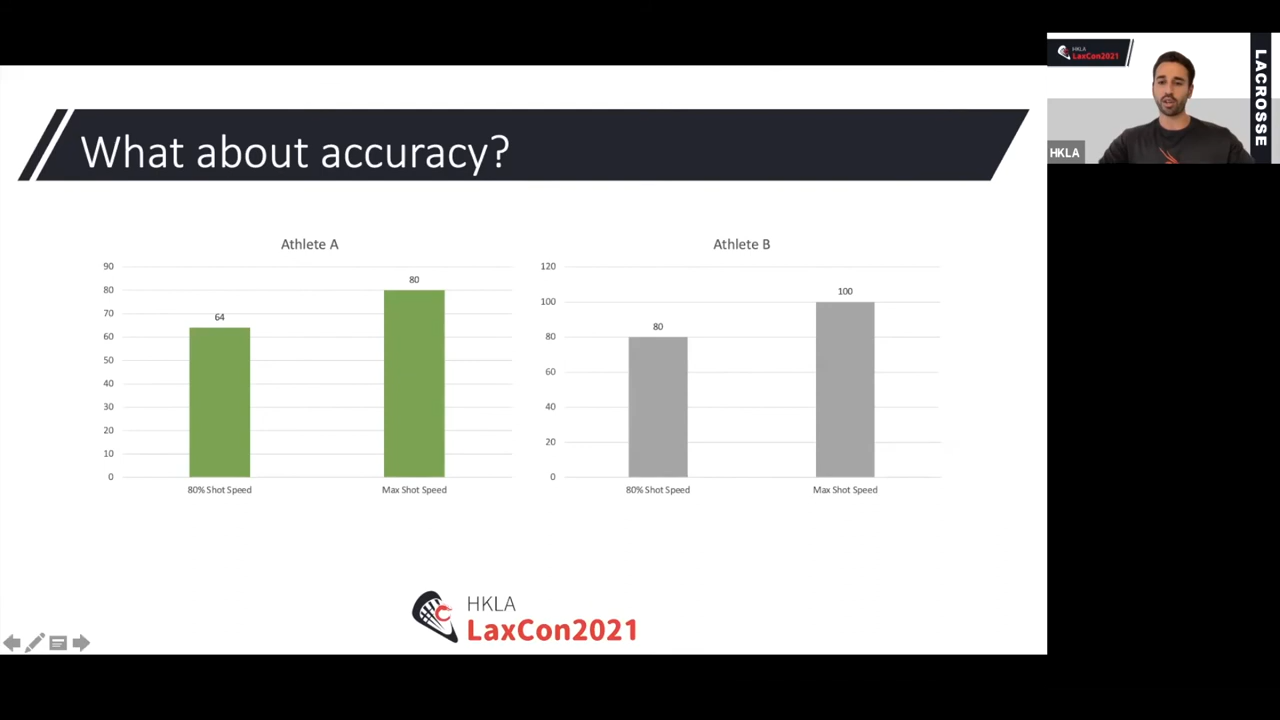 What about accuracy?
Athlete A
90
80
70
60
50
40
30
20
10
0
64
80
80% Shot Speed
Max Shot Speed
Athlete B
120
100
80
60
40
20
0
80
100
80% Shot Speed
Max Shot Speed
HKLA
LaxCon2021
HKLA
LaxCon2021
LACROSSE
HKLA